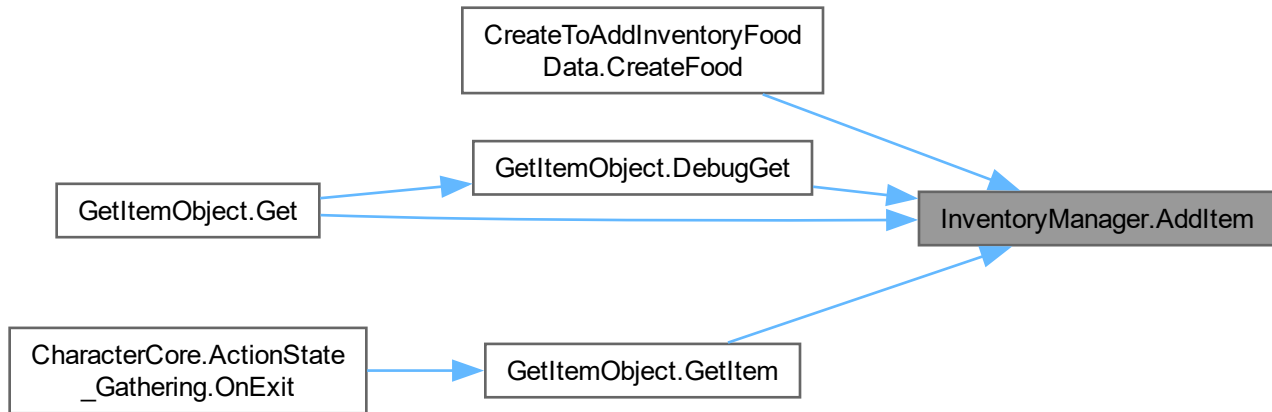 CreateToAddInventoryFood
Data.CreateFood
GetItemObject.DebugGet
GetItemObject.Get
InventoryManager.AddItem
CharacterCore.ActionState
_Gathering.OnExit
GetItemObject.GetItem